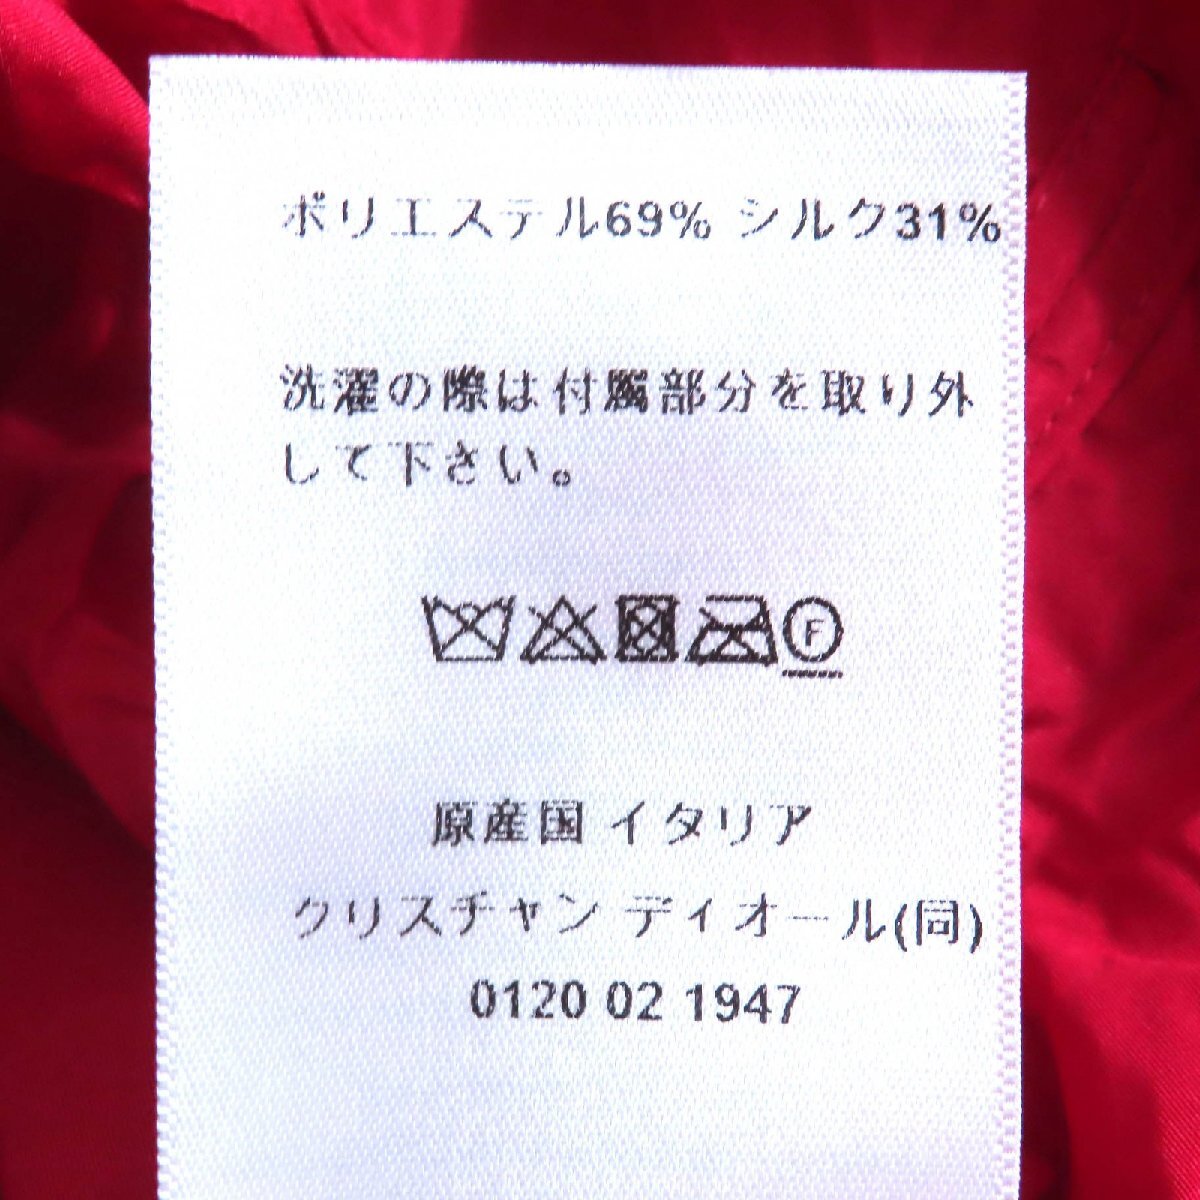 ポリエステル69% シルク31%
洗濯の際は付属部分を取り外
して下さい。
F
原産国 イタリア
クリスチャン ディオール(同)
0120 02 1947